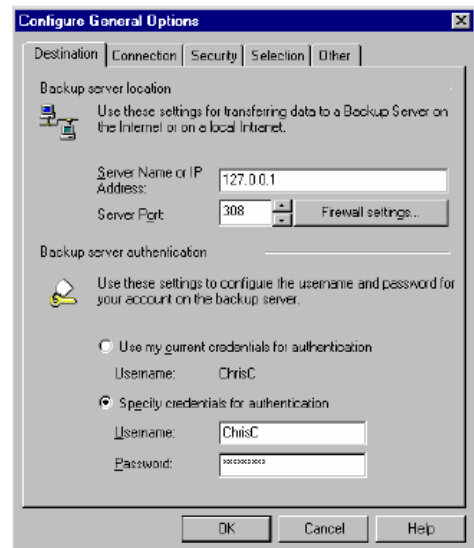 Configure General Options
Destination Connection Security Selection Other
Backup server location
Use these settings for transferring data to a Backup Server on
the Internet or on a local Intranet.
Server Name or IP
Address:
127.0.0.1
Server Port:
308
Firewall settings...
Backup server authentication
Use these settings to configure the username and password for
your account on the backup server.
Use my current credentials for authentication
Username: ChrisC
Specify credentials for authentication
Username: ChrisC
Password: *********
OK Cancel Help